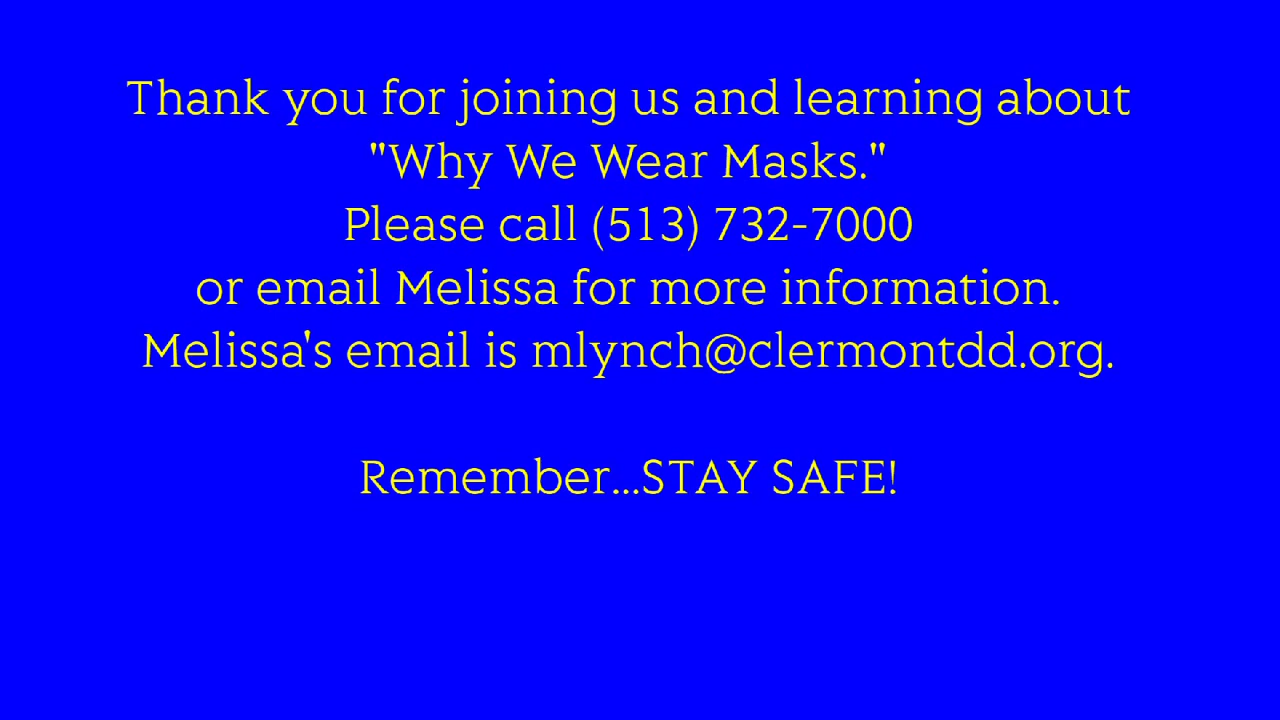 Thank you for joining us and learning about
"Why We Wear Masks."
Please call (513) 732-7000
or email Melissa for more information.
Melissa's email is mlynch@clermontdd.org.
Remember...STAY SAFE!